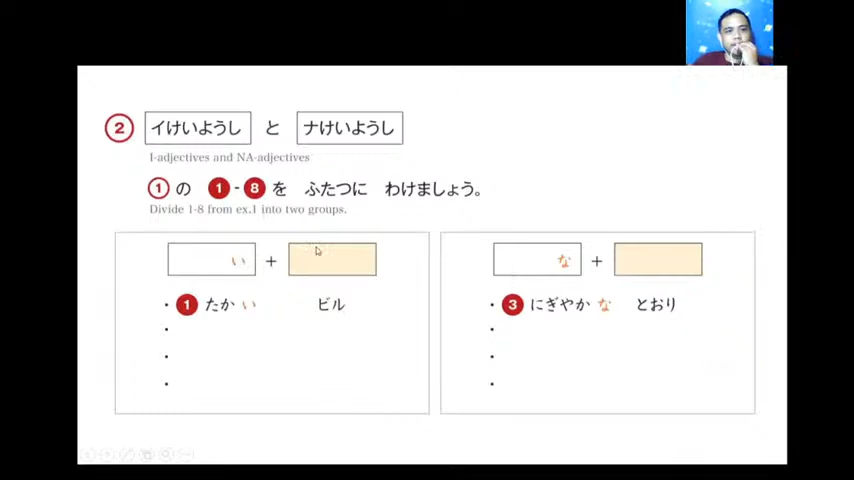 2 イけいようし と ナけいようし
I-adjectives and NA-adjectives
1 の 1 - 8 を ふたつに わけましょう。
Divide 1-8 from ex.1 into two groups.
い +
・ 1 たか い ビル
・
・
・
な +
・ 3 にぎやか な とおり
・
・
・